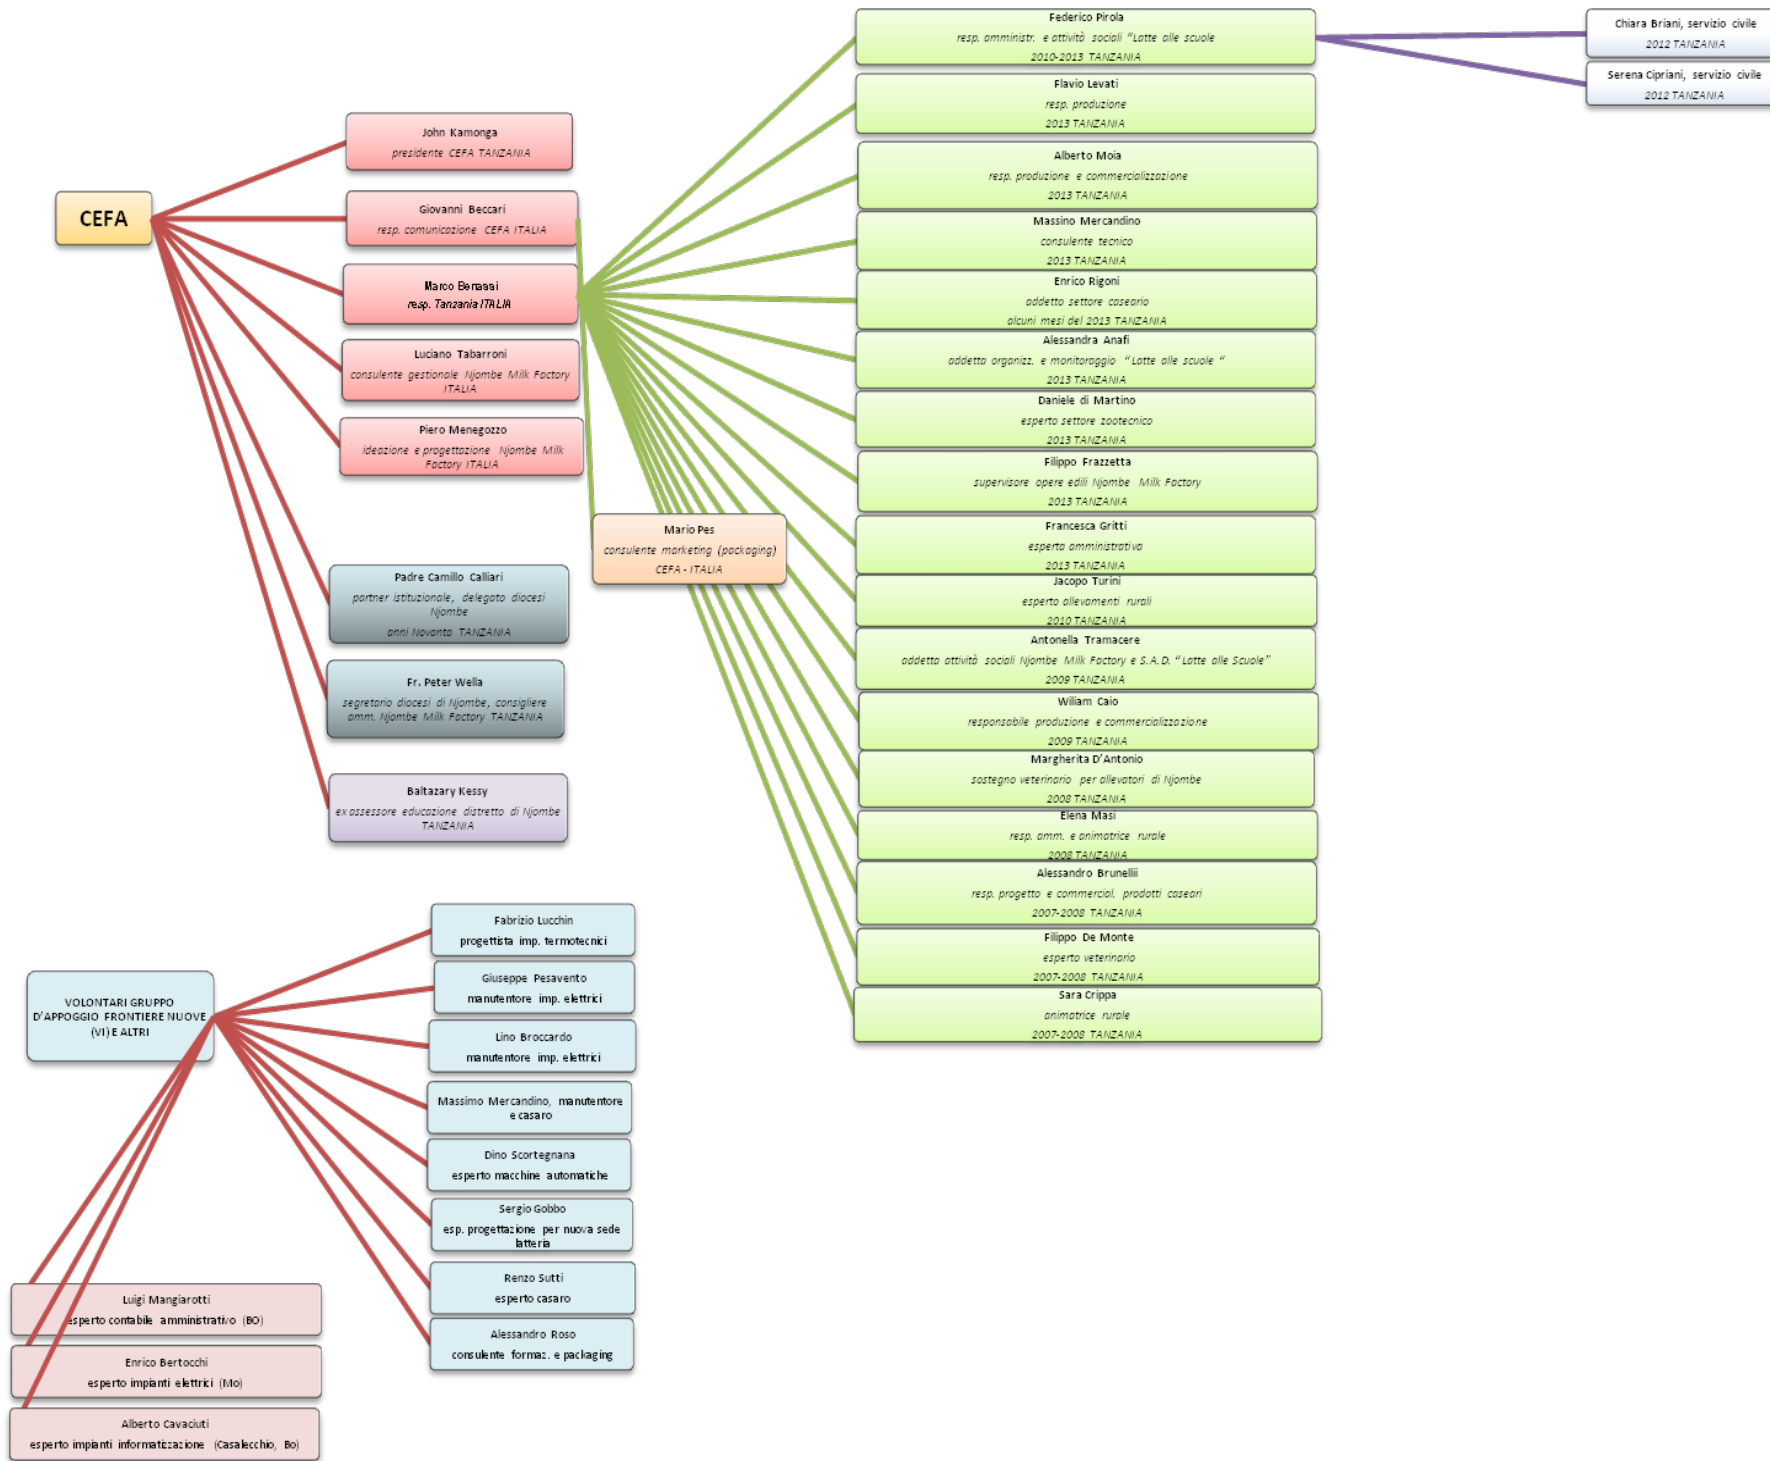 CEFA
John Kamonga
presidente CEFA TANZANIA
Giovanni Beccari
resp. comunicazione CEFA ITALIA
Marco Benassi
resp. Tanzania ITALIA
Luciano Tabarroni
consulente gestionale Njombe Milk Factory
ITALIA
Piero Menegozzo
ideazione e progettazione Njombe Milk
Factory ITALIA
Padre Camillo Calliari
partner istituzionale, delegato diocesi
Njombe
anni Novanta TANZANIA
Fr. Peter Wella
segretario diocesi di Njombe, consigliere
amm. Njombe Milk Factory TANZANIA
Baltazary Kessy
ex assessore educazione distretto di Njombe
TANZANIA
Mario Pes
consulente marketing (packaging)
CEFA - ITALIA
Federico Pirola
resp. amministr. e attività sociali "Latte alle scuole
2010-2013 TANZANIA
Flavio Levati
resp. produzione
2013 TANZANIA
Alberto Moia
resp. produzione e commercializzazione
2013 TANZANIA
Massino Mercandino
consulente tecnico
2013 TANZANIA
Enrico Rigoni
addetto settore caseario
alcuni mesi del 2013 TANZANIA
Alessandra Anafi
addetta organizz. e monitoraggio "Latte alle scuole "
2013 TANZANIA
Daniele di Martino
esperto settore zootecnico
2013 TANZANIA
Filippo Frazzetta
supervisore opere edili Njombe Milk Factory
2013 TANZANIA
Francesca Gritti
esperta amministrativa
2013 TANZANIA
Jacopo Turini
esperto allevamenti rurali
2010 TANZANIA
Antonella Tramacere
addetta attività sociali Njombe Milk Factory e S.A.D. "Latte alle Scuole"
2009 TANZANIA
Wiliam Caio
responsabile produzione e commercializzazione
2009 TANZANIA
Margherita D'Antonio
sostegno veterinario per allevatori di Njombe
2008 TANZANIA
Elena Masi
resp. amm. e animatrice rurale
2008 TANZANIA
Alessandro Brunellii
resp. progetto e commercial. prodotti caseari
2007-2008 TANZANIA
Filippo De Monte
esperto veterinario
2007-2008 TANZANIA
Sara Crippa
animatrice rurale
2007-2008 TANZANIA
Chiara Briani, servizio civile
2012 TANZANIA
Serena Cipriani, servizio civile
2012 TANZANIA
VOLONTARI GRUPPO
D'APPOGGIO FRONTIERE NUOVE
(VI) E ALTRI
Fabrizio Lucchin
progettista imp. termotecnici
Giuseppe Pesavento
manutentore imp. elettrici
Lino Broccardo
manutentore imp. elettrici
Massimo Mercandino, manutentore
e casaro
Dino Scortegnana
esperto macchine automatiche
Sergio Gobbo
esp. progettazione per nuova sede
latteria
Renzo Sutti
esperto casaro
Alessandro Roso
consulente formaz. e packaging
Luigi Mangiarotti
esperto contabile amministrativo (BO)
Enrico Bertocchi
esperto impianti elettrici (Mo)
Alberto Cavaciuti
esperto impianti informatizzazione (Casalecchio, Bo)